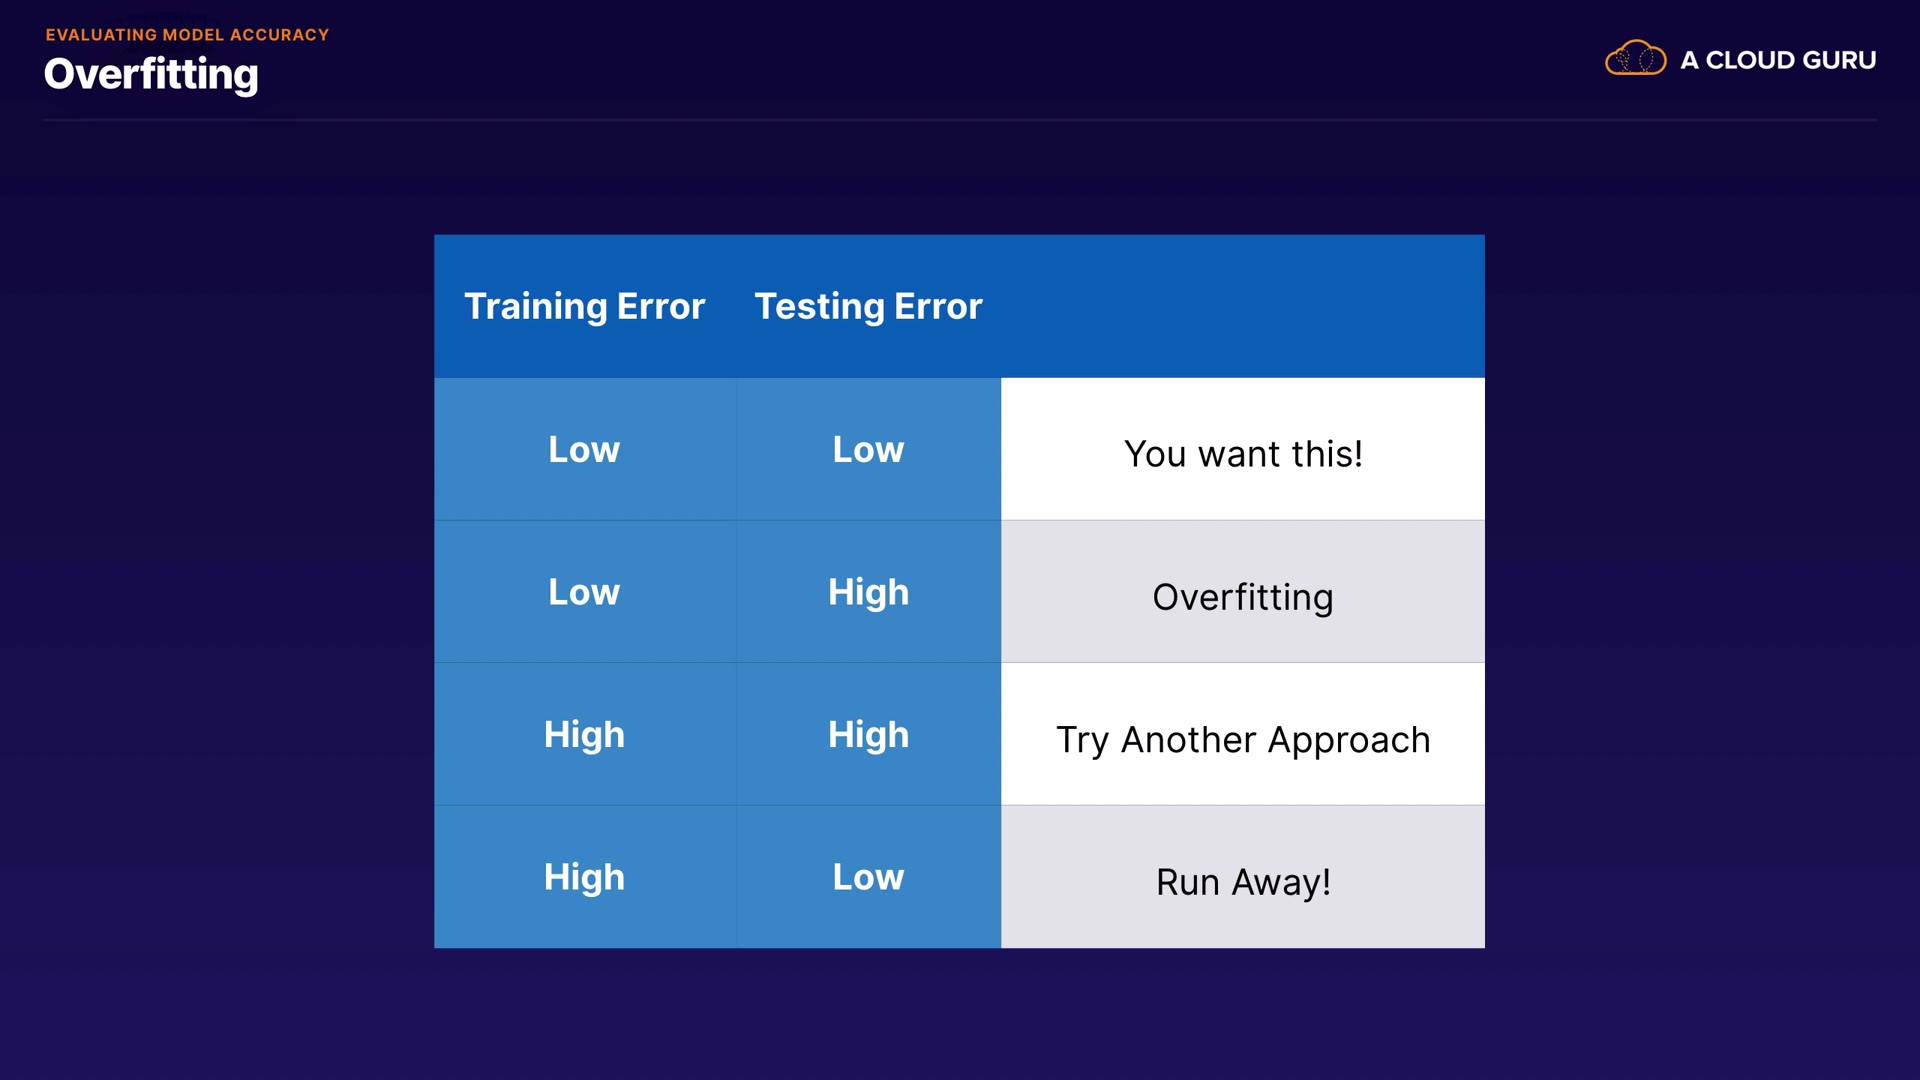 EVALUATING MODEL ACCURACY
Overfitting
A CLOUD GURU
Training Error Testing Error
Low Low You want this!
Low High Overfitting
High High Try Another Approach
High Low Run Away!